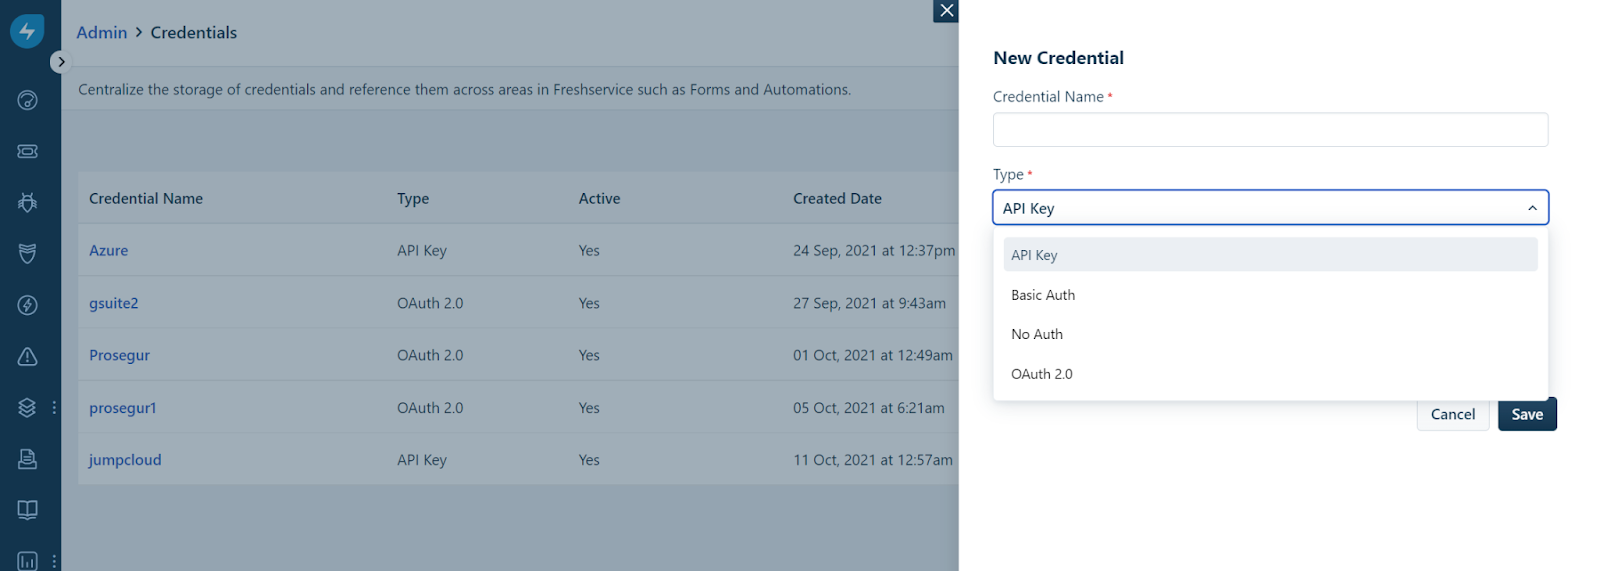 Admin > Credentials
Centralize the storage of credentials and reference them across areas in Freshservice such as Forms and Automations.
Credential Name Type Active Created Date
Azure API Key Yes 24 Sep, 2021 at 12:37pm
gsuite2 OAuth 2.0 Yes 27 Sep, 2021 at 9:43am
Prosegur OAuth 2.0 Yes 01 Oct, 2021 at 12:49am
prosegur1 OAuth 2.0 Yes 05 Oct, 2021 at 6:21am
jumpcloud API Key Yes 11 Oct, 2021 at 12:57am
New Credential
Credential Name *
Type *
API Key
API Key
Basic Auth
No Auth
OAuth 2.0
Cancel Save